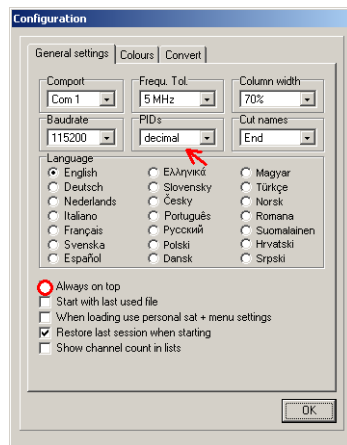 Configuration
General settings Colours Convert
Comport Frequ. Tol. Column width
Com 1 5 MHz 70%
Baudrate PIDs Cut names
115200 decimal End
Language
English Ελληνικά Magyar
Deutsch Slovensky Türkçe
Nederlands Česky Norsk
Italiano Português Romana
Français Русский Suomalainen
Svenska Polski Hrvatski
Español Dansk Srpski
Always on top
Start with last used file
When loading use personal sat + menu settings
Restore last session when starting
Show channel count in lists
OK